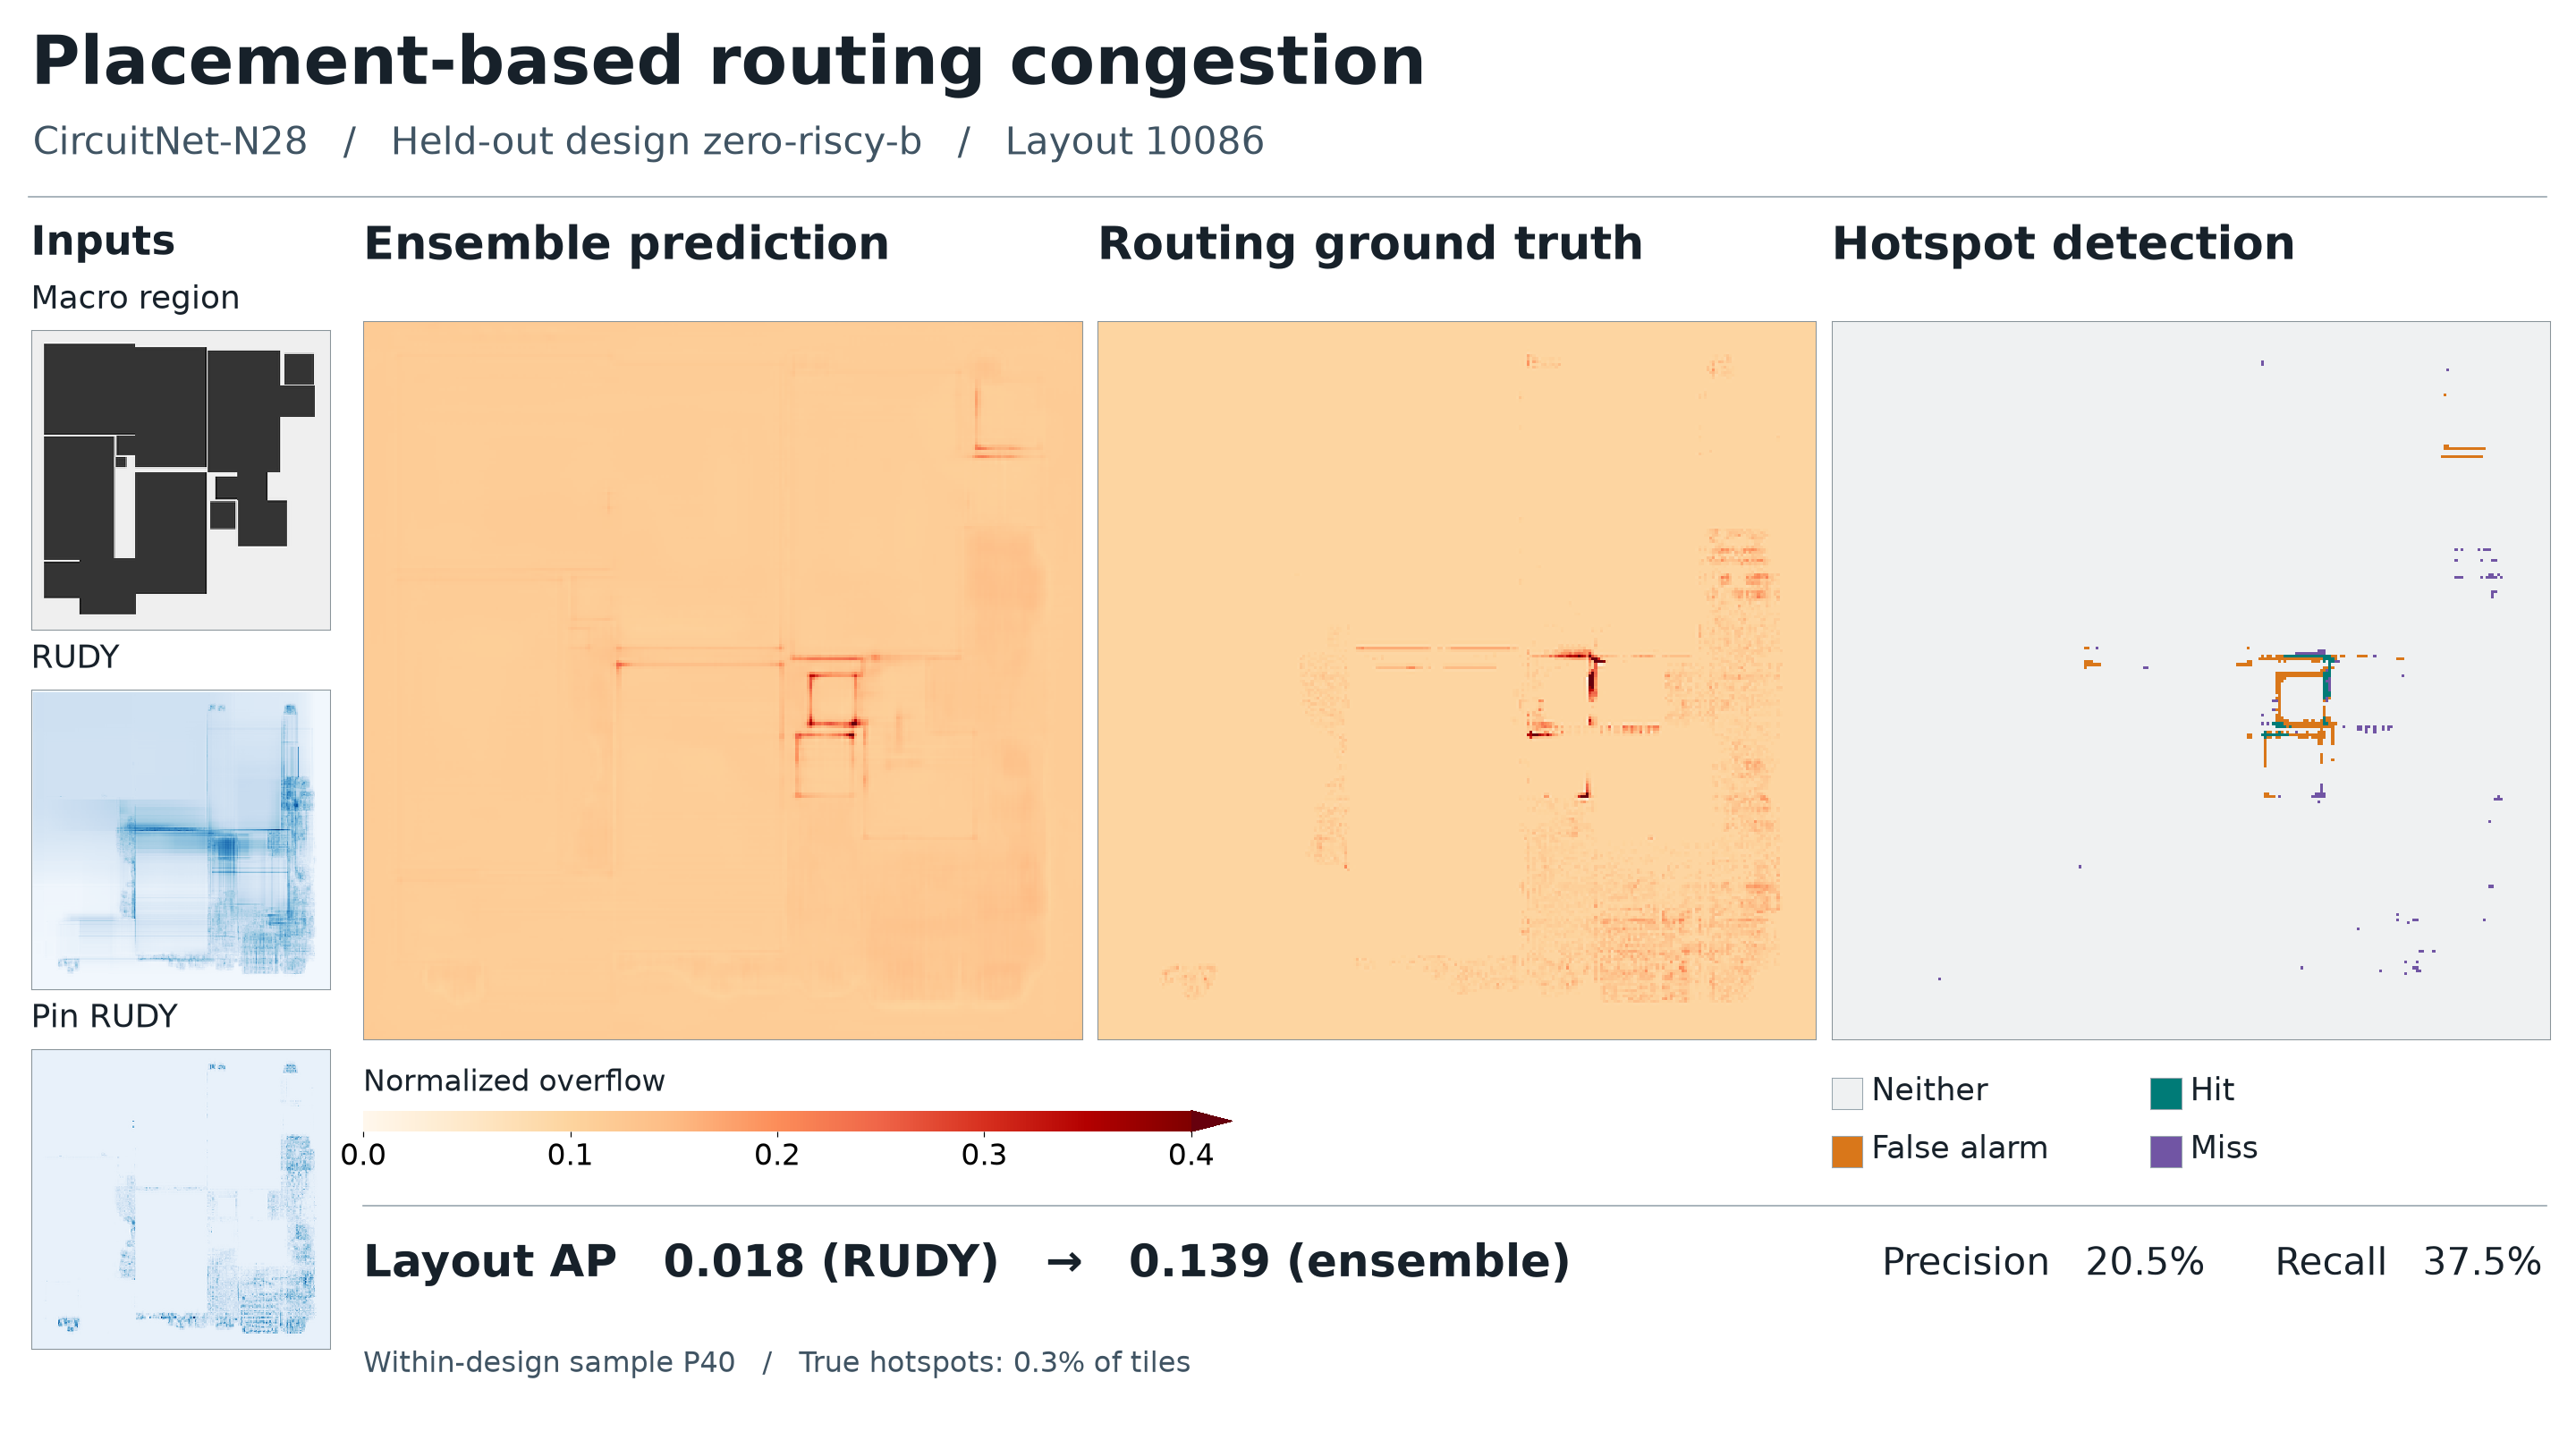 Placement-based routing congestion
CircuitNet-N28 / Held-out design zero-riscy-b / Layout 10086
Inputs
Macro region
RUDY
Pin RUDY
Ensemble prediction
Routing ground truth
Hotspot detection
Normalized overflow
0.0 0.1 0.2 0.3 0.4
Neither
Hit
False alarm
Miss
Layout AP 0.018 (RUDY) → 0.139 (ensemble)
Precision 20.5% Recall 37.5%
Within-design sample P40 / True hotspots: 0.3% of tiles